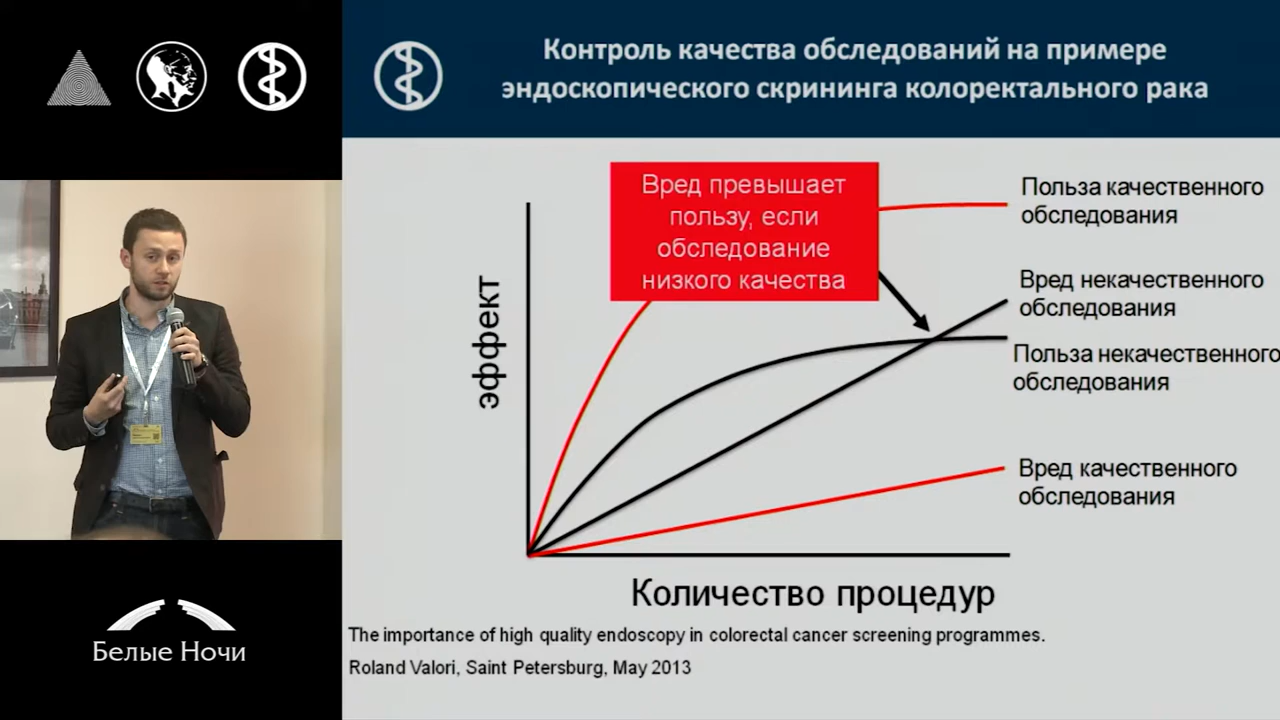 Контроль качества обследований на примере
эндоскопического скрининга колоректального рака
Вред превышает
пользу, если
обследование
низкого качества
Польза качественного
обследования
Вред некачественного
обследования
Польза некачественного
обследования
Вред качественного
обследования
эффект
Количество процедур
The importance of high quality endoscopy in colorectal cancer screening programmes.
Roland Valori, Saint Petersburg, May 2013
Белые Ночи